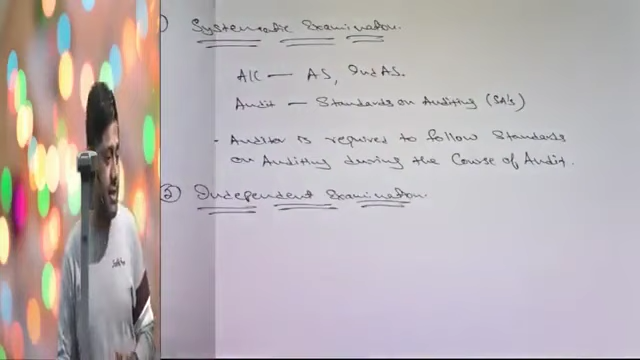 ) Systematic Examination.
A/C — AS, Ind AS.
Audit — Standards on Auditing (SA's)
- Auditor is required to follow Standards
on Auditing during the Course of Audit.
② Independent Examination.